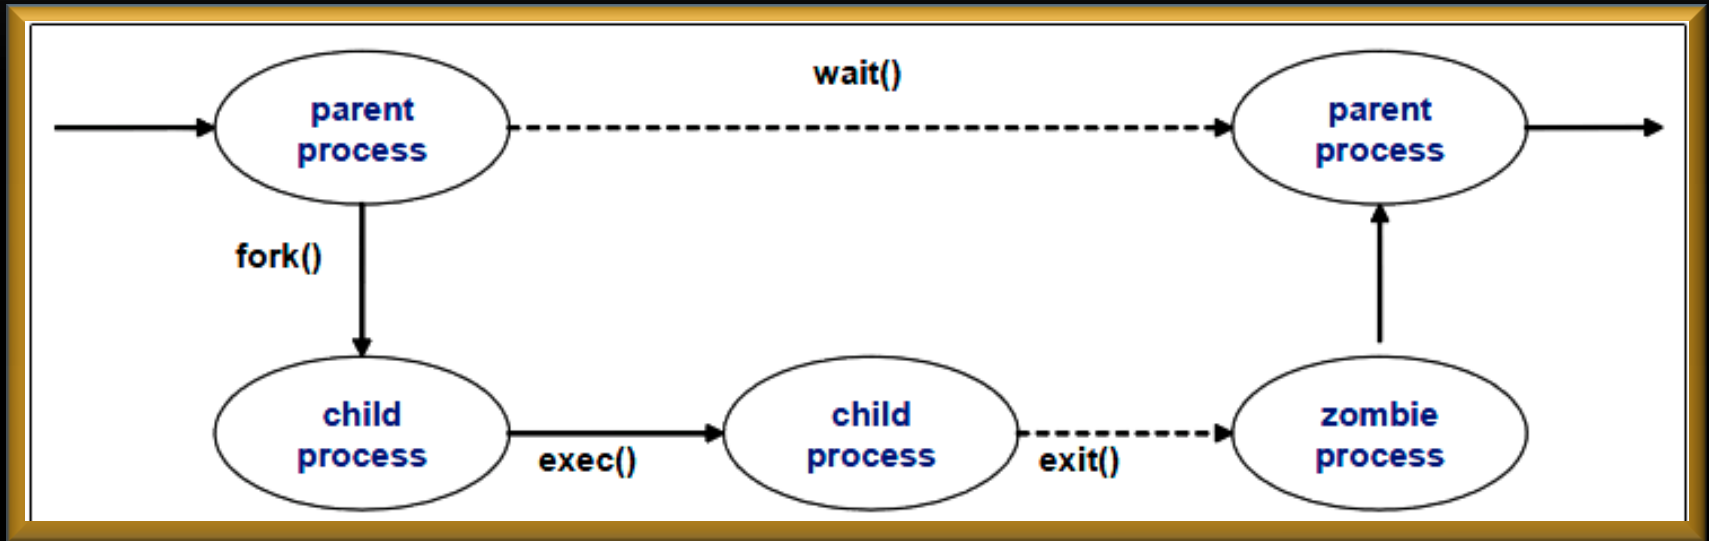 wait()
parent
process
parent
process
fork()
child
process
exec()
child
process
exit()
zombie
process